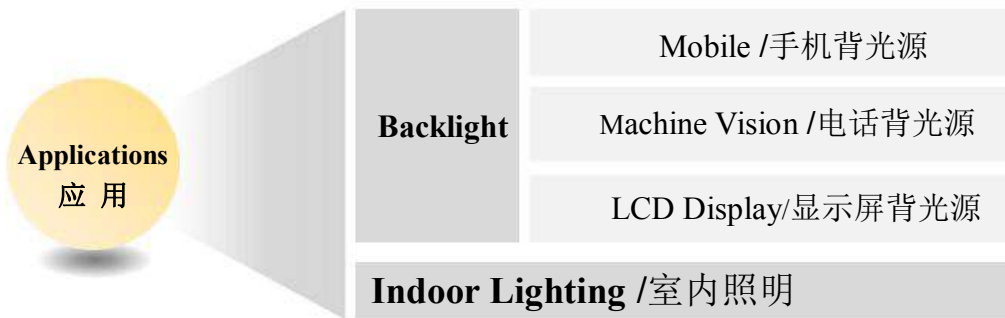 Applications
应 用
Backlight
Mobile /手机背光源
Machine Vision /电话背光源
LCD Display/显示屏背光源
Indoor Lighting /室内照明